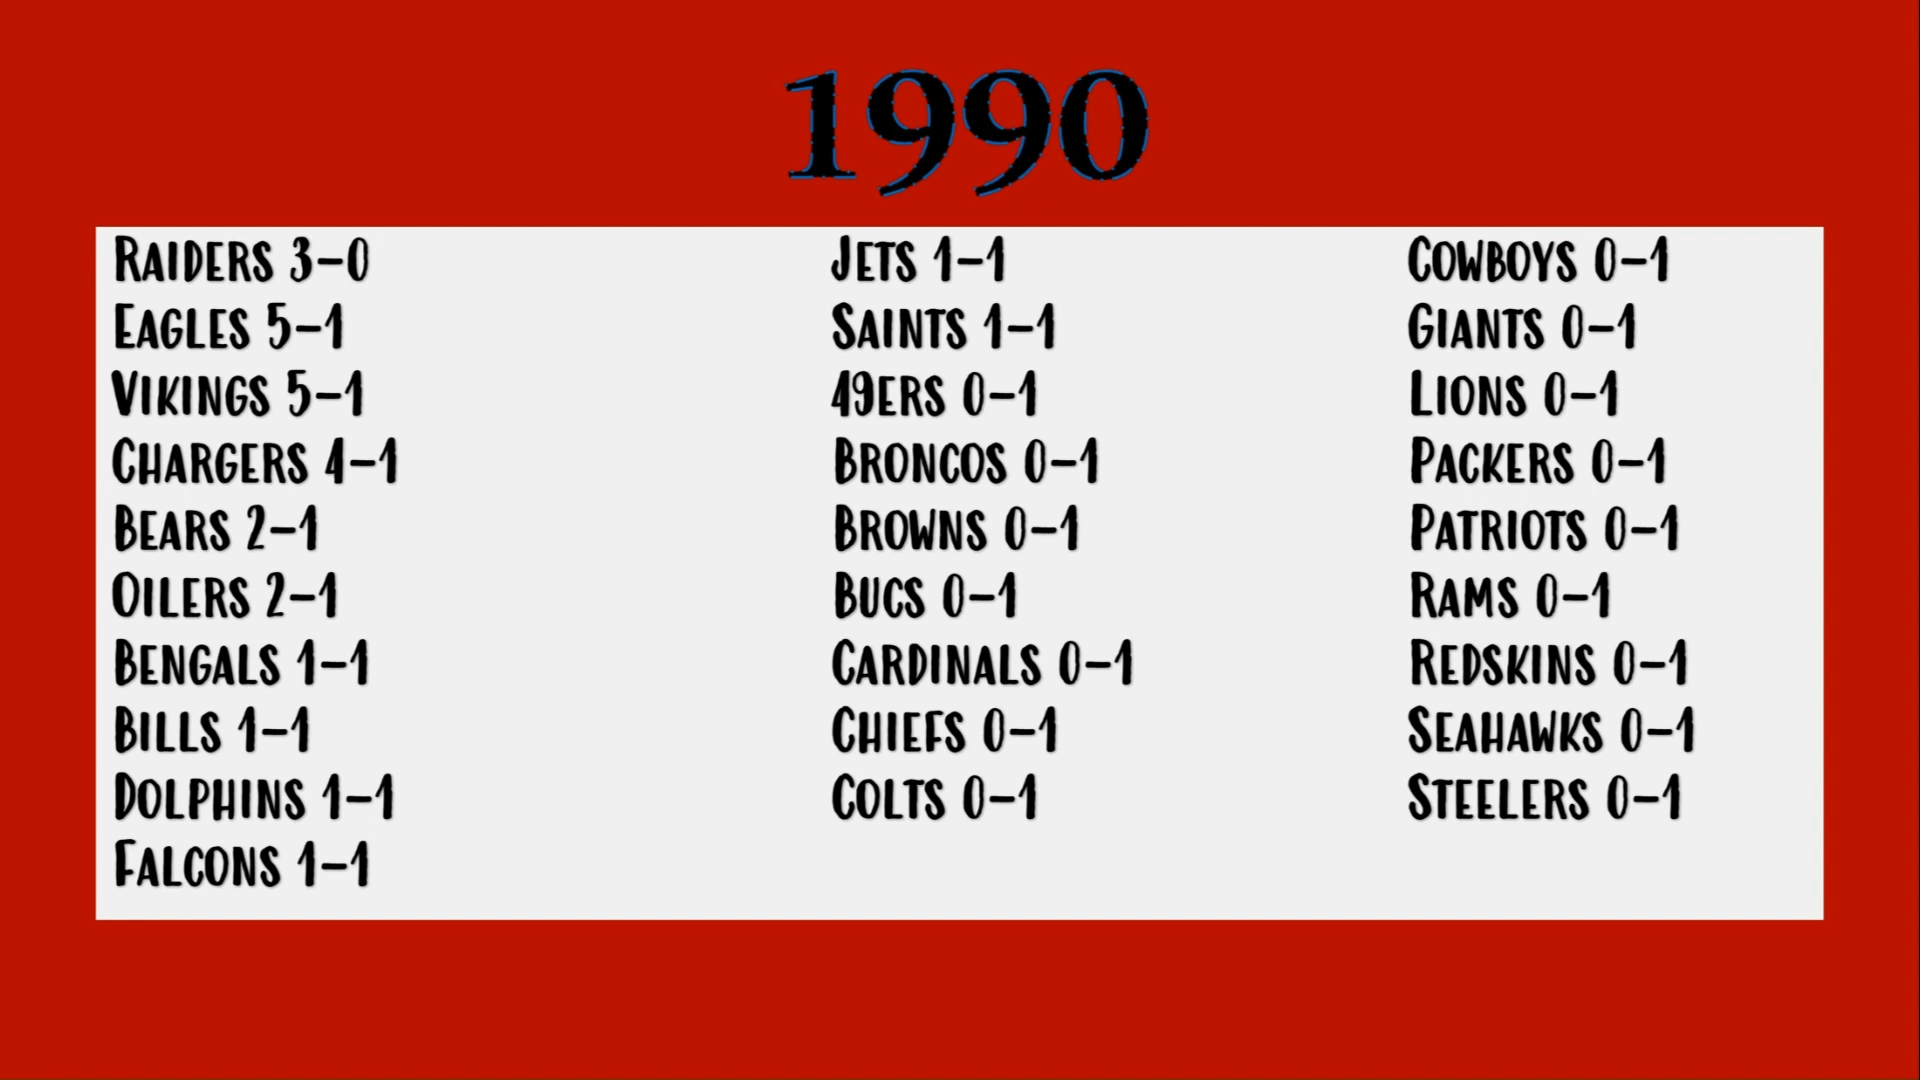 1990
Raiders 3-0
Eagles 5-1
Vikings 5-1
Chargers 4-1
Bears 2-1
Oilers 2-1
Bengals 1-1
Bills 1-1
Dolphins 1-1
Falcons 1-1
Jets 1-1
Saints 1-1
49ers 0-1
Broncos 0-1
Browns 0-1
Bucs 0-1
Cardinals 0-1
Chiefs 0-1
Colts 0-1
Cowboys 0-1
Giants 0-1
Lions 0-1
Packers 0-1
Patriots 0-1
Rams 0-1
Redskins 0-1
Seahawks 0-1
Steelers 0-1